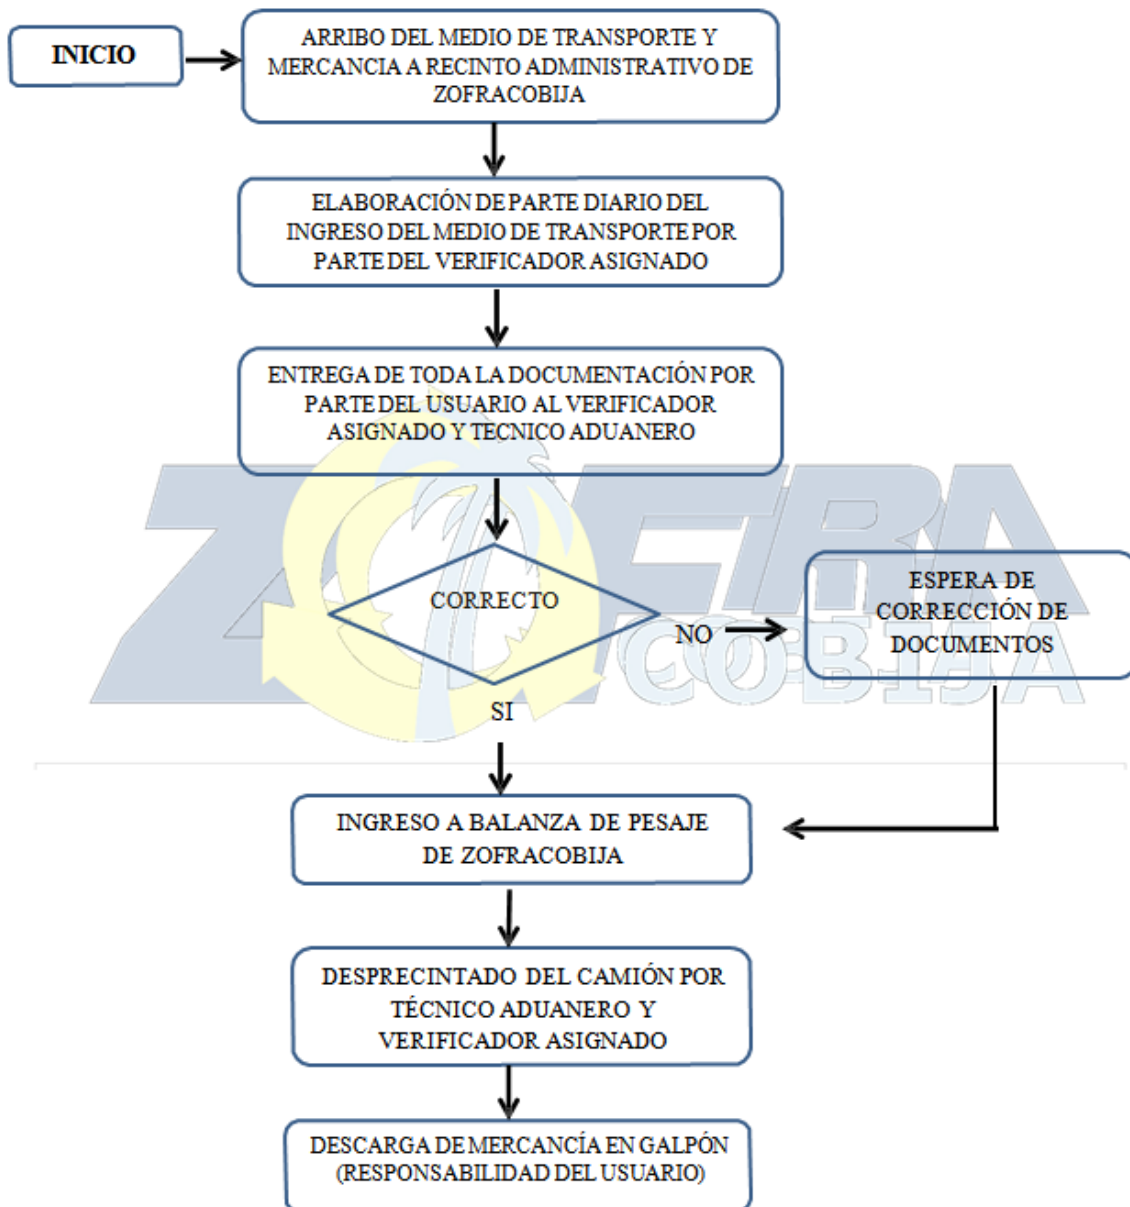 INICIO
ARRIBO DEL MEDIO DE TRANSPORTE Y
MERCANCIA A RECINTO ADMINISTRATIVO DE
ZOFRACOBIJA
ELABORACIÓN DE PARTE DIARIO DEL
INGRESO DEL MEDIO DE TRANSPORTE POR
PARTE DEL VERIFICADOR ASIGNADO
ENTREGA DE TODA LA DOCUMENTACIÓN POR
PARTE DEL USUARIO AL VERIFICADOR
ASIGNADO Y TECNICO ADUANERO
ZOFRA
COBIJA
CORRECTO
NO
ESPERA DE
CORRECCIÓN DE
DOCUMENTOS
SI
INGRESO A BALANZA DE PESAJE
DE ZOFRACOBIJA
DESPRECINTADO DEL CAMIÓN POR
TÉCNICO ADUANERO Y
VERIFICADOR ASIGNADO
DESCARGA DE MERCANCÍA EN GALPÓN
(RESPONSABILIDAD DEL USUARIO)